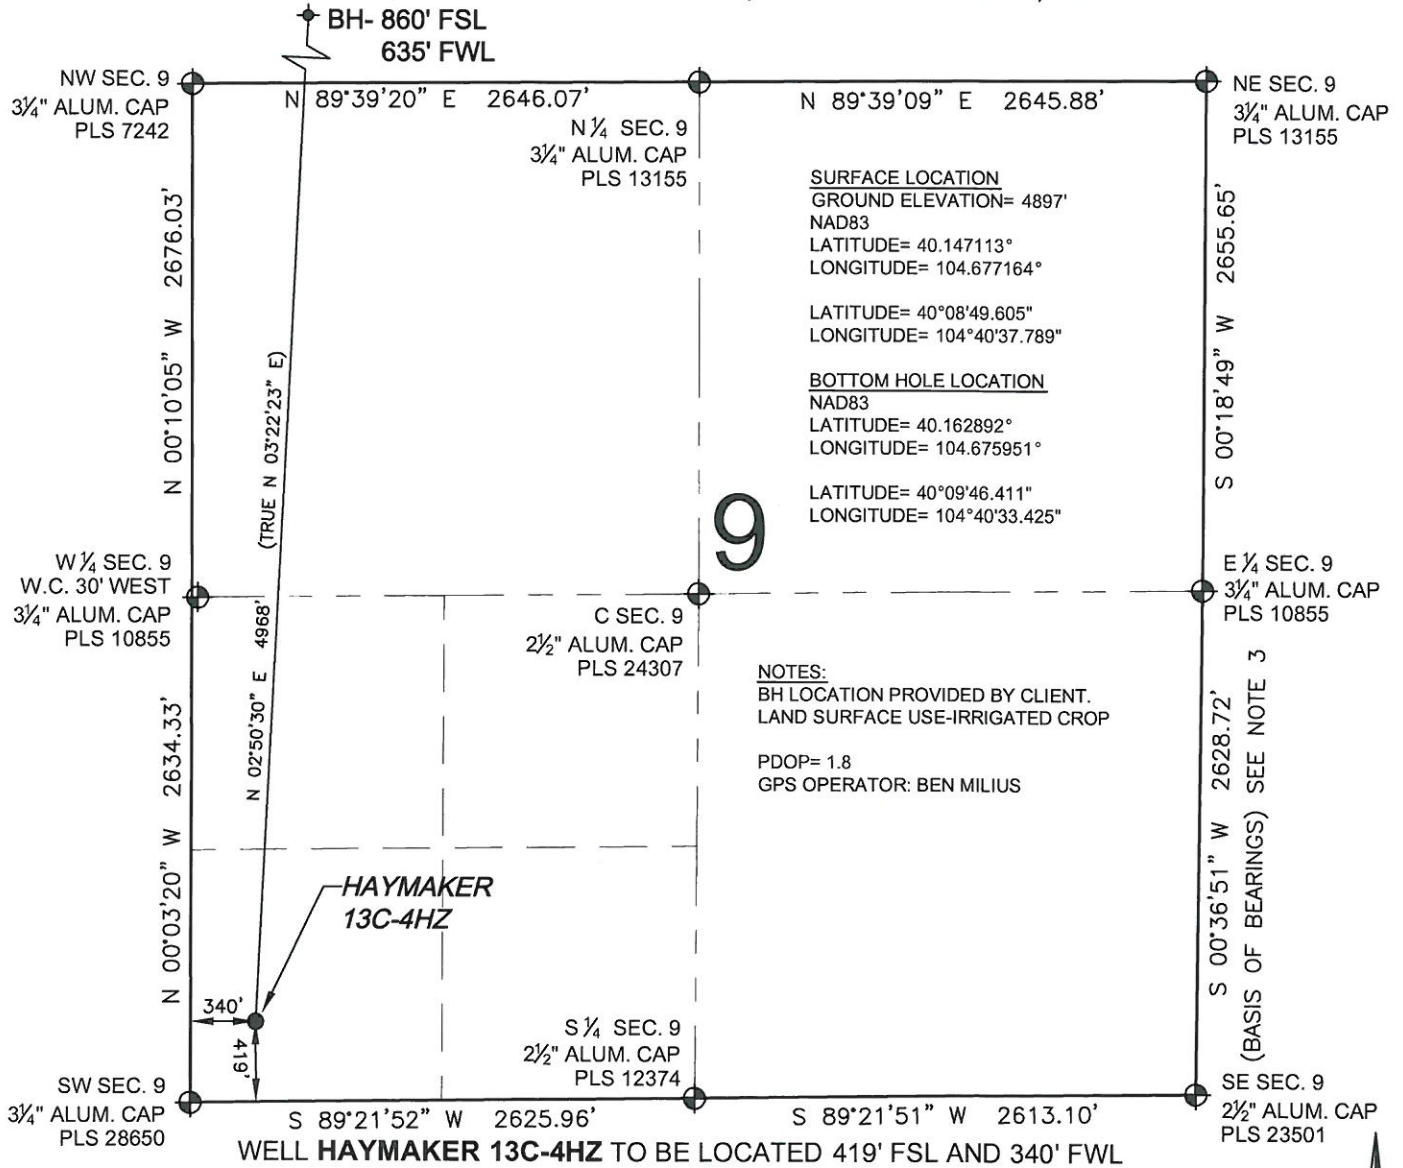 BH- 860' FSL
635' FWL
NW SEC. 9
3¼" ALUM. CAP
PLS 7242
N 89°39'20" E 2646.07'
N 89°39'09" E 2645.88'
NE SEC. 9
3¼" ALUM. CAP
PLS 13155
N ¼ SEC. 9
3¼" ALUM. CAP
PLS 13155
SURFACE LOCATION
GROUND ELEVATION= 4897'
NAD83
LATITUDE= 40.147113°
LONGITUDE= 104.677164°
LATITUDE= 40°08'49.605"
LONGITUDE= 104°40'37.789"
BOTTOM HOLE LOCATION
NAD83
LATITUDE= 40.162892°
LONGITUDE= 104.675951°
LATITUDE= 40°09'46.411"
LONGITUDE= 104°40'33.425"
N 00°10'05" W 2676.03'
S 00°18'49" W 2655.65'
N 02°50'30" E 4968' (TRUE N 03°22'23" E)
9
W ¼ SEC. 9
W.C. 30' WEST
3¼" ALUM. CAP
PLS 10855
C SEC. 9
2½" ALUM. CAP
PLS 24307
E ¼ SEC. 9
3¼" ALUM. CAP
PLS 10855
NOTES:
BH LOCATION PROVIDED BY CLIENT.
LAND SURFACE USE-IRRIGATED CROP
PDOP= 1.8
GPS OPERATOR: BEN MILIUS
N 00°03'20" W 2634.33'
S 00°36'51" W 2628.72'
(BASIS OF BEARINGS) SEE NOTE 3
HAYMAKER
13C-4HZ
340'
419'
S ¼ SEC. 9
2½" ALUM. CAP
PLS 12374
SW SEC. 9
3¼" ALUM. CAP
PLS 28650
S 89°21'52" W 2625.96'
S 89°21'51" W 2613.10'
SE SEC. 9
2½" ALUM. CAP
PLS 23501
WELL HAYMAKER 13C-4HZ TO BE LOCATED 419' FSL AND 340' FWL